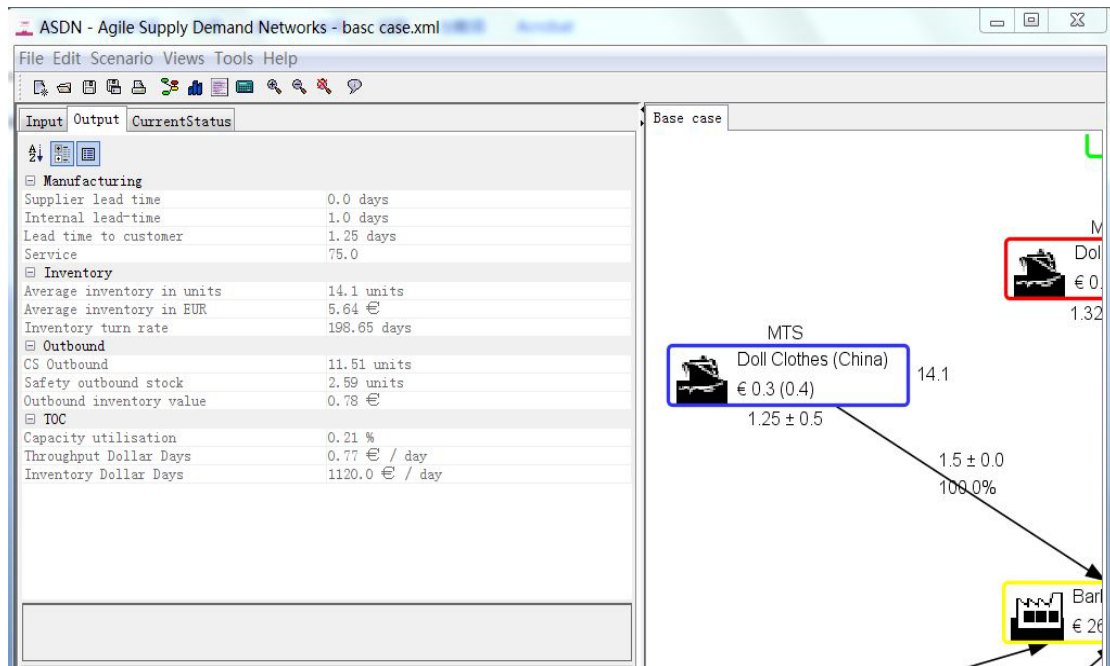 ASDN - Agile Supply Demand Networks - basc case.xml
File Edit Scenario Views Tools Help
Input Output CurrentStatus
Manufacturing
Supplier lead time 0.0 days
Internal lead-time 1.0 days
Lead time to customer 1.25 days
Service 75.0
Inventory
Average inventory in units 14.1 units
Average inventory in EUR 5.64 €
Inventory turn rate 198.65 days
Outbound
CS Outbound 11.51 units
Safety outbound stock 2.59 units
Outbound inventory value 0.78 €
TOC
Capacity utilisation 0.21 %
Throughput Dollar Days 0.77 € / day
Inventory Dollar Days 1120.0 € / day
Base case
M
Dol
€ 0.
1.32
MTS
Doll Clothes (China)
€ 0.3 (0.4)
14.1
1.25 ± 0.5
1.5 ± 0.0
100.0%
Barl
€ 26